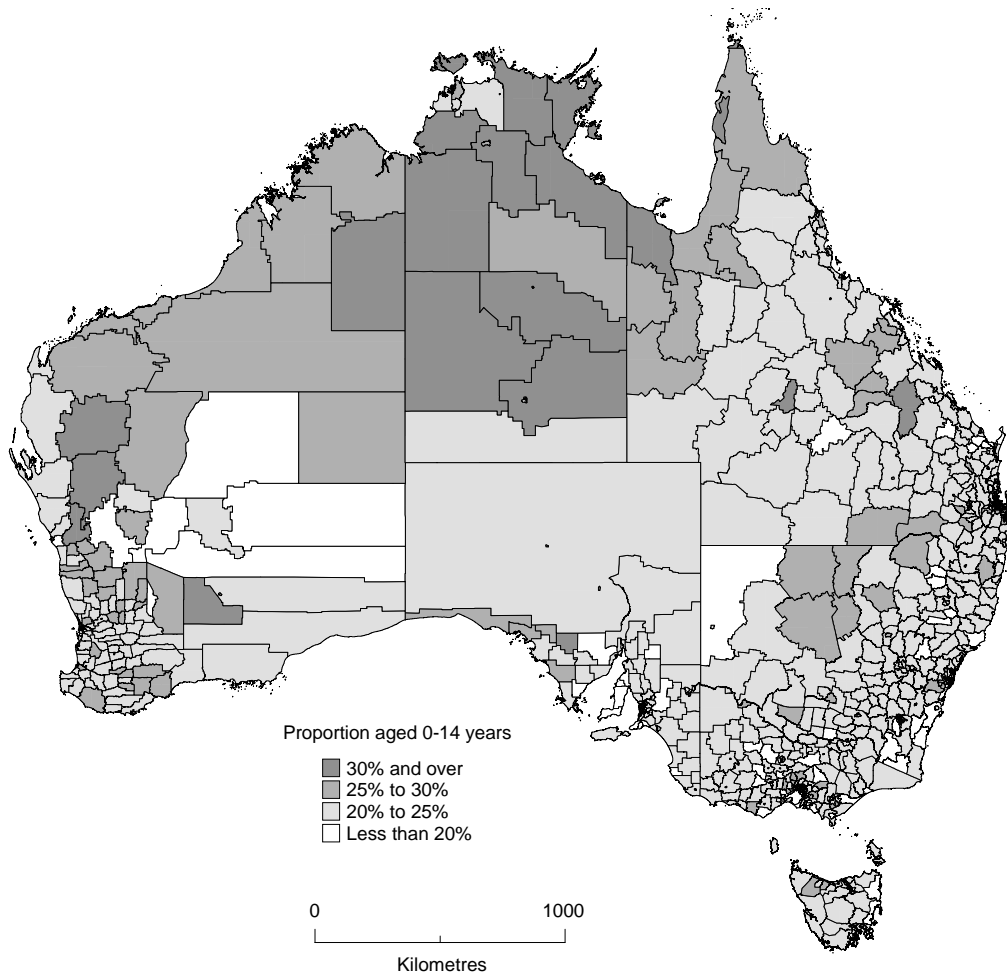 Proportion aged 0-14 years
30% and over
25% to 30%
20% to 25%
Less than 20%
0 1000
Kilometres